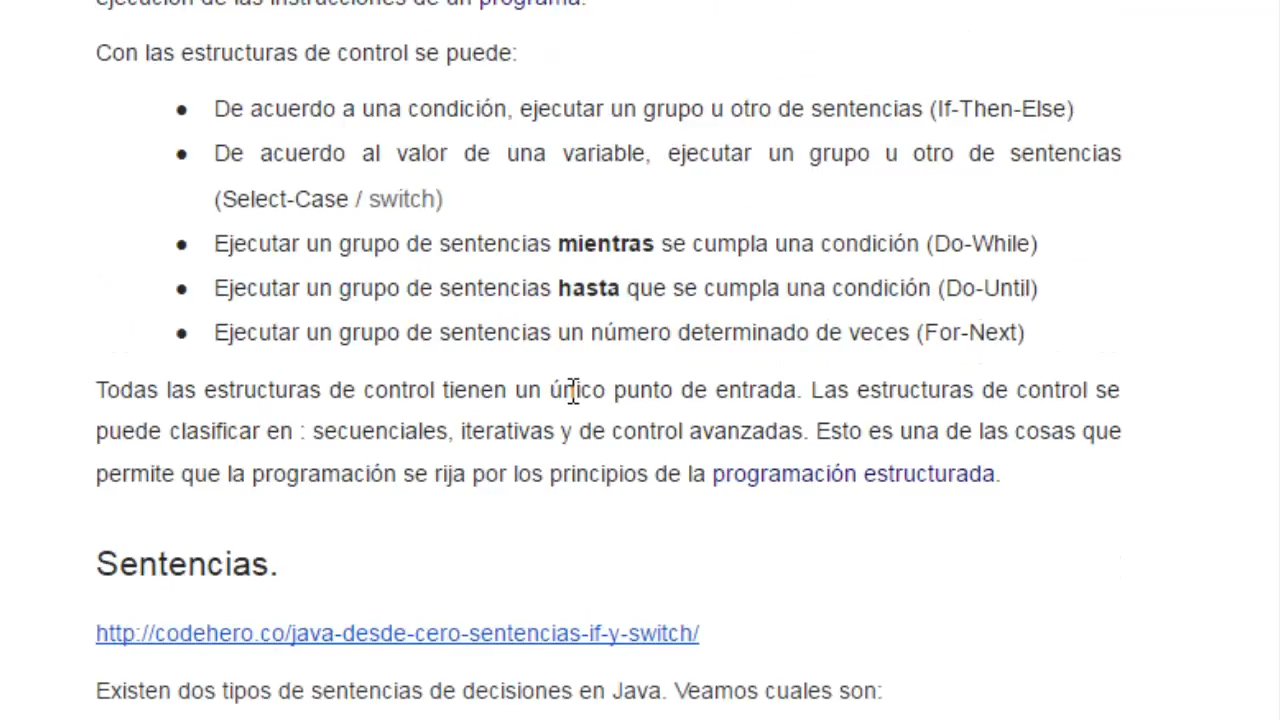 ejecución de las instrucciones de un programa.
Con las estructuras de control se puede:
● De acuerdo a una condición, ejecutar un grupo u otro de sentencias (If-Then-Else)
● De acuerdo al valor de una variable, ejecutar un grupo u otro de sentencias
(Select-Case / switch)
● Ejecutar un grupo de sentencias mientras se cumpla una condición (Do-While)
● Ejecutar un grupo de sentencias hasta que se cumpla una condición (Do-Until)
● Ejecutar un grupo de sentencias un número determinado de veces (For-Next)
Todas las estructuras de control tienen un único punto de entrada. Las estructuras de control se
puede clasificar en : secuenciales, iterativas y de control avanzadas. Esto es una de las cosas que
permite que la programación se rija por los principios de la programación estructurada.
Sentencias.
http://codehero.co/java-desde-cero-sentencias-if-y-switch/
Existen dos tipos de sentencias de decisiones en Java. Veamos cuales son: